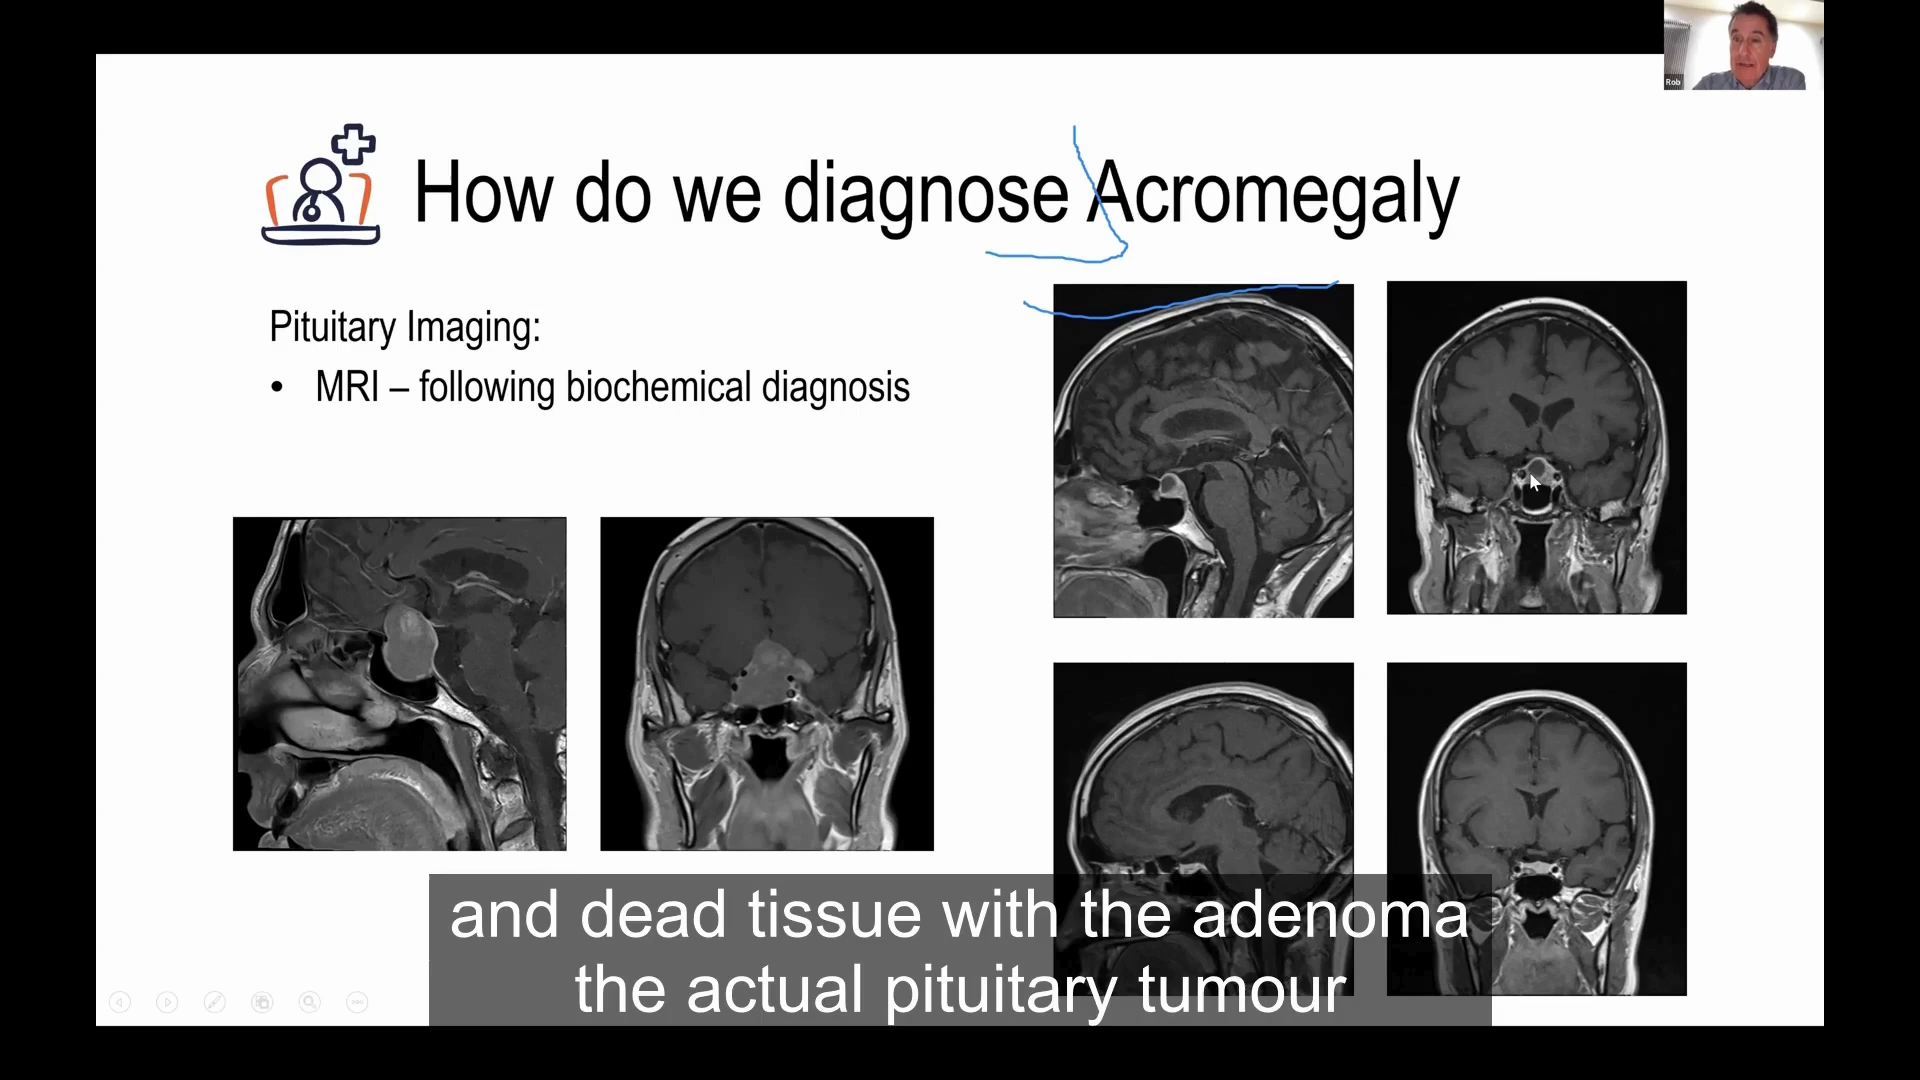 Rob
How do we diagnose Acromegaly
Pituitary Imaging:
• MRI – following biochemical diagnosis
and dead tissue with the adenoma
the actual pituitary tumour